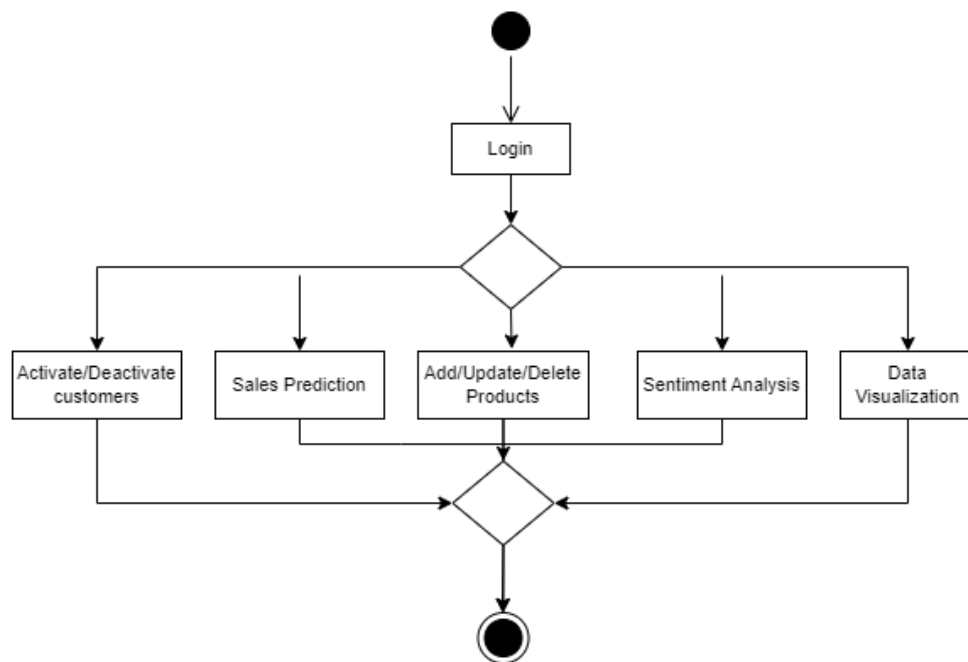 Login
Activate/Deactivate
customers
Sales Prediction
Add/Update/Delete
Products
Sentiment Analysis
Data
Visualization